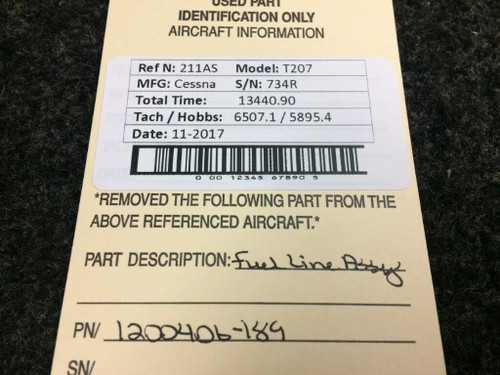 USED PART
IDENTIFICATION ONLY
AIRCRAFT INFORMATION
Ref N: 211AS Model: T207
MFG: Cessna S/N: 734R
Total Time: 13440.90
Tach / Hobbs: 6507.1 / 5895.4
Date: 11-2017
0 00 12345 67890 5
*REMOVED THE FOLLOWING PART FROM THE
ABOVE REFERENCED AIRCRAFT.*
PART DESCRIPTION: Fuel Line Assy
PN/ 1200406-189
SN/